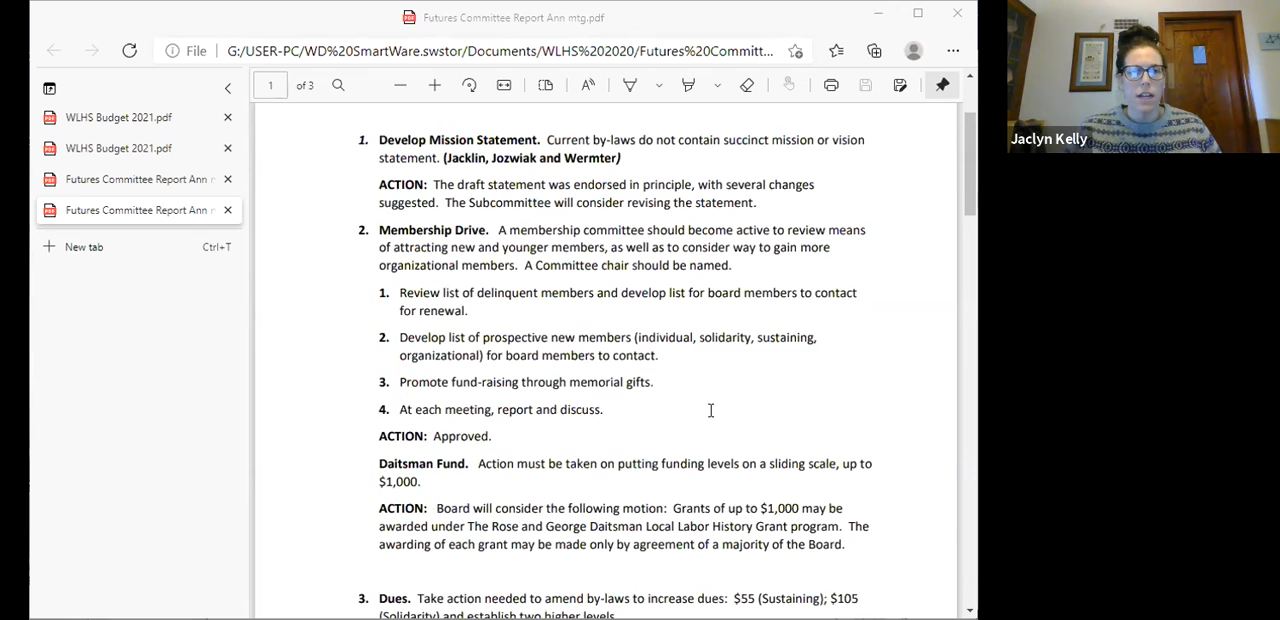 Futures Committee Report Ann mtg.pdf
File G:/USER-PC/WD%20SmartWare.swstor/Documents/WLHS%202020/Futures%20Committ...
1 of 3
WLHS Budget 2021.pdf
WLHS Budget 2021.pdf
Futures Committee Report Ann
Futures Committee Report Ann
New tab Ctrl+T
1. Develop Mission Statement. Current by-laws do not contain succinct mission or vision
statement. (Jacklin, Jozwiak and Wermter)
ACTION: The draft statement was endorsed in principle, with several changes
suggested. The Subcommittee will consider revising the statement.
2. Membership Drive. A membership committee should become active to review means
of attracting new and younger members, as well as to consider way to gain more
organizational members. A Committee chair should be named.
1. Review list of delinquent members and develop list for board members to contact
for renewal.
2. Develop list of prospective new members (individual, solidarity, sustaining,
organizational) for board members to contact.
3. Promote fund-raising through memorial gifts.
4. At each meeting, report and discuss.
ACTION: Approved.
Daitsman Fund. Action must be taken on putting funding levels on a sliding scale, up to
$1,000.
ACTION: Board will consider the following motion: Grants of up to $1,000 may be
awarded under The Rose and George Daitsman Local Labor History Grant program. The
awarding of each grant may be made only by agreement of a majority of the Board.
3. Dues. Take action needed to amend by-laws to increase dues: $55 (Sustaining); $105
(Solidarity) and establish two higher levels
Jaclyn Kelly